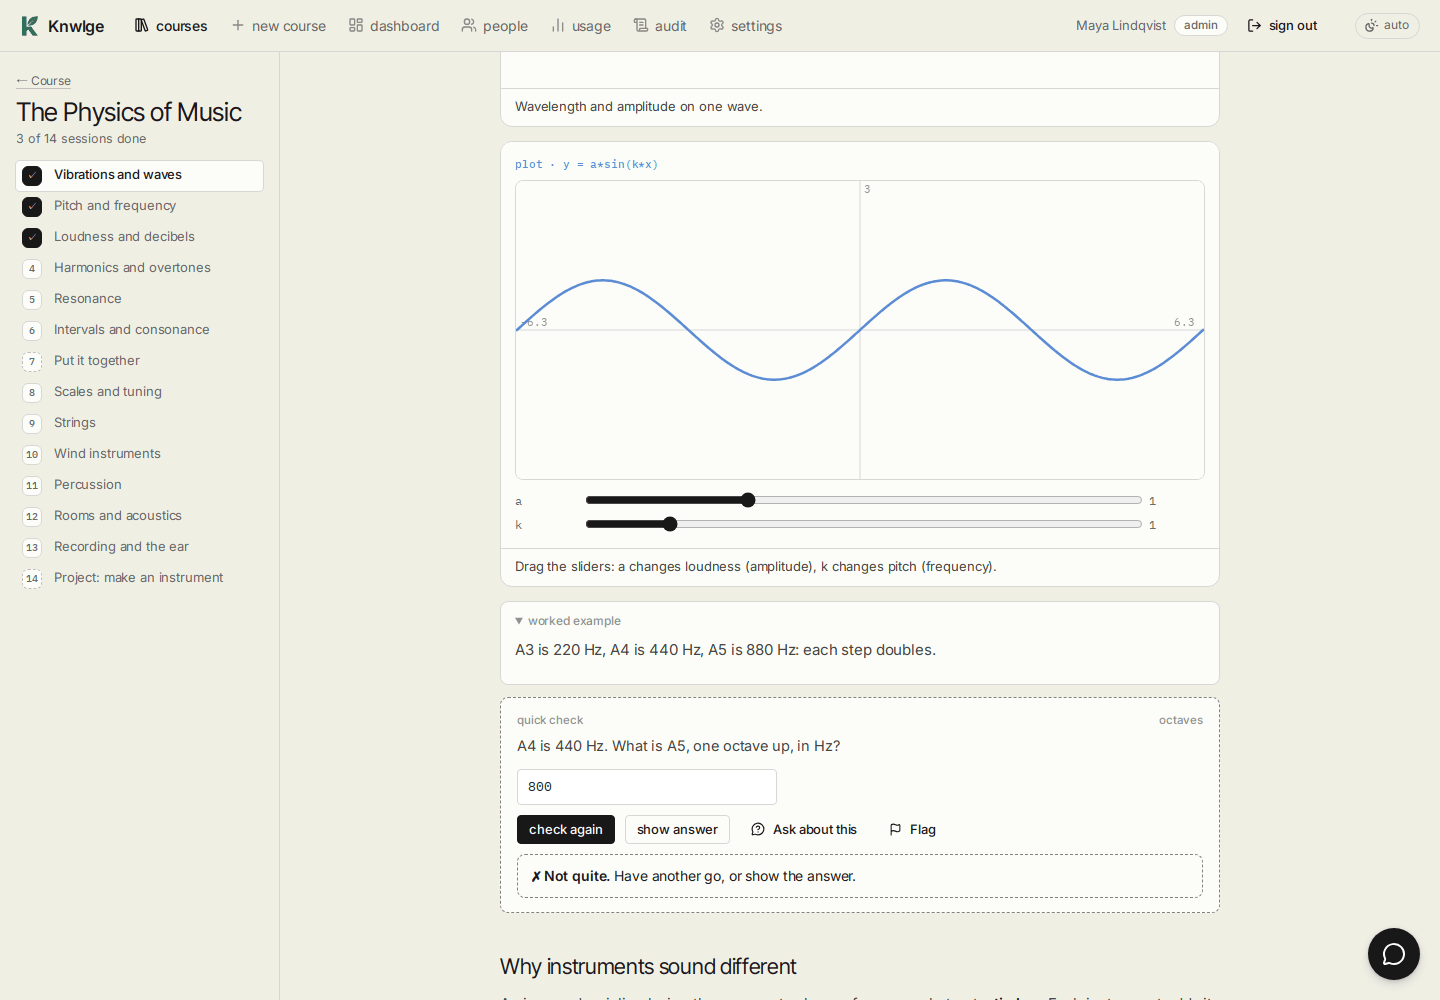 Knwlge
courses
new course
dashboard
people
usage
audit
settings
Maya Lindqvist
admin
sign out
auto
← Course
The Physics of Music
3 of 14 sessions done
✓ Vibrations and waves
✓ Pitch and frequency
✓ Loudness and decibels
4 Harmonics and overtones
5 Resonance
6 Intervals and consonance
7 Put it together
8 Scales and tuning
9 Strings
10 Wind instruments
11 Percussion
12 Rooms and acoustics
13 Recording and the ear
14 Project: make an instrument
Wavelength and amplitude on one wave.
plot · y = a*sin(k*x)
3
-6.3
6.3
a 1
k 1
Drag the sliders: a changes loudness (amplitude), k changes pitch (frequency).
▼ worked example
A3 is 220 Hz, A4 is 440 Hz, A5 is 880 Hz: each step doubles.
quick check
octaves
A4 is 440 Hz. What is A5, one octave up, in Hz?
800
check again
show answer
Ask about this
Flag
✗ Not quite. Have another go, or show the answer.
Why instruments sound different